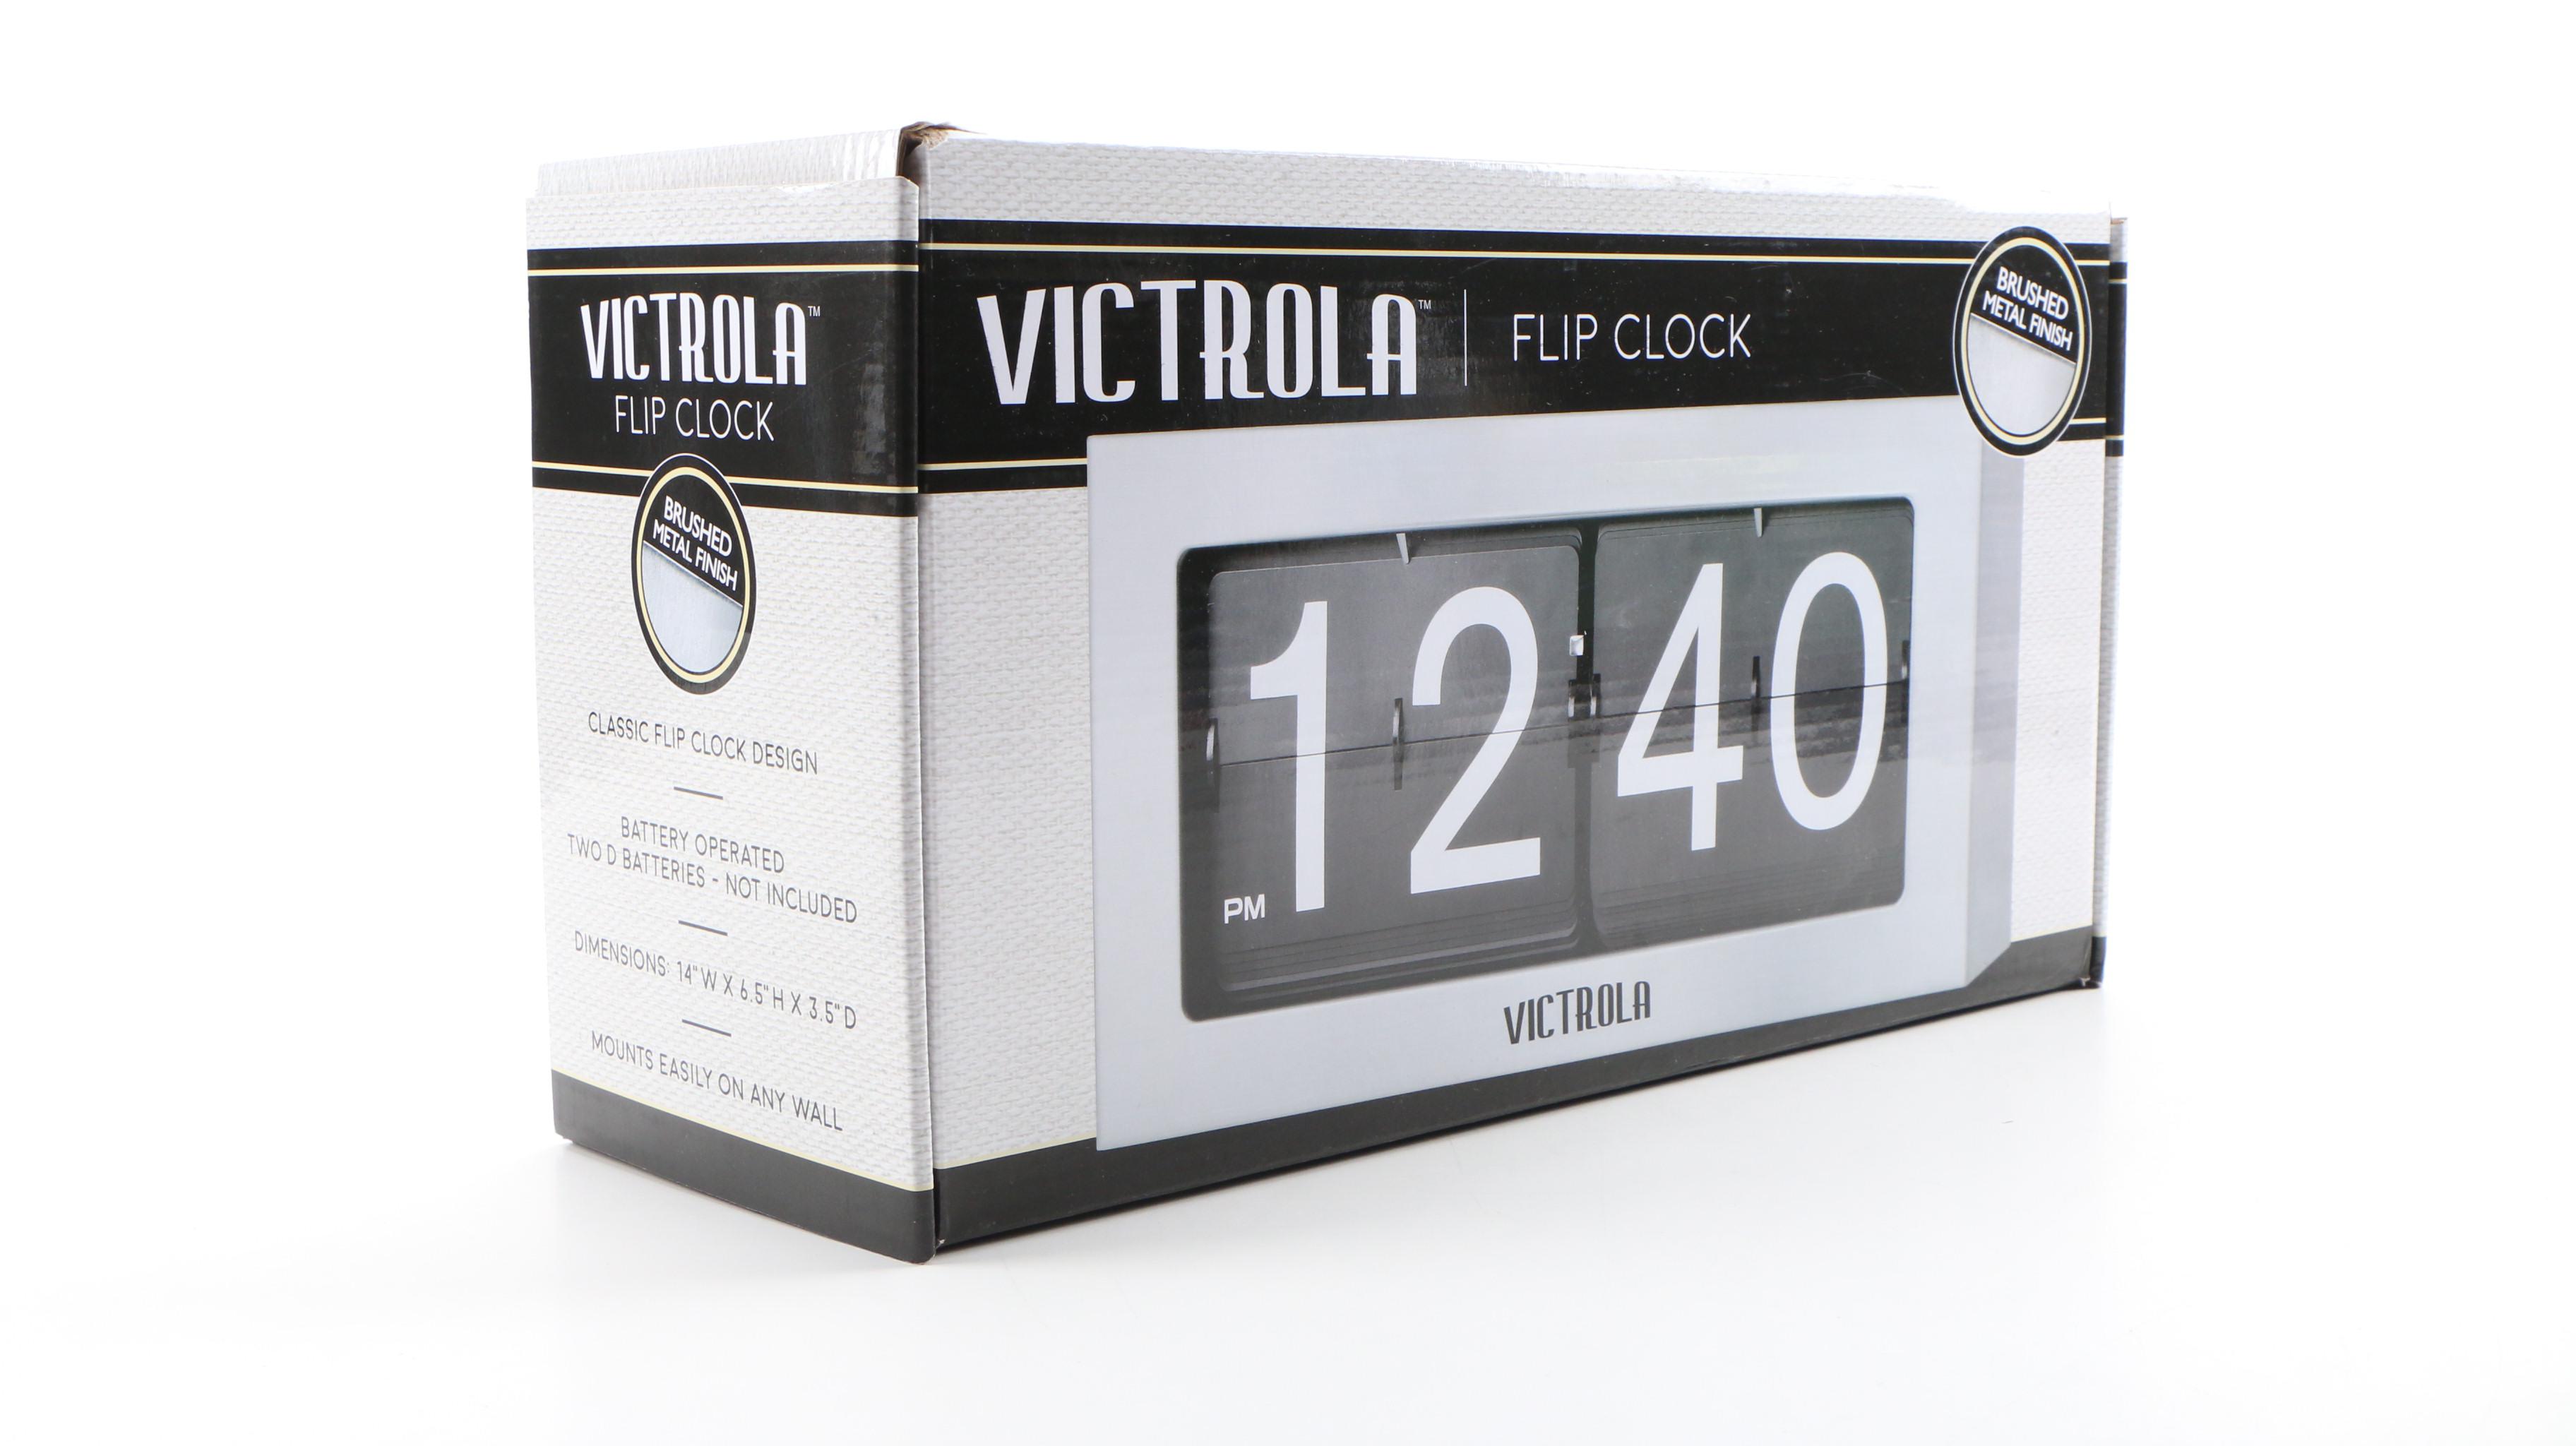 VICTROLA™
FLIP CLOCK
BRUSHED
METAL FINISH
CLASSIC FLIP CLOCK DESIGN
BATTERY OPERATED
TWO D BATTERIES - NOT INCLUDED
DIMENSIONS: 14" W X 6.5" H X 3.5" D
MOUNTS EASILY ON ANY WALL
VICTROLA™ | FLIP CLOCK
BRUSHED
METAL FINISH
12 40
PM
VICTROLA